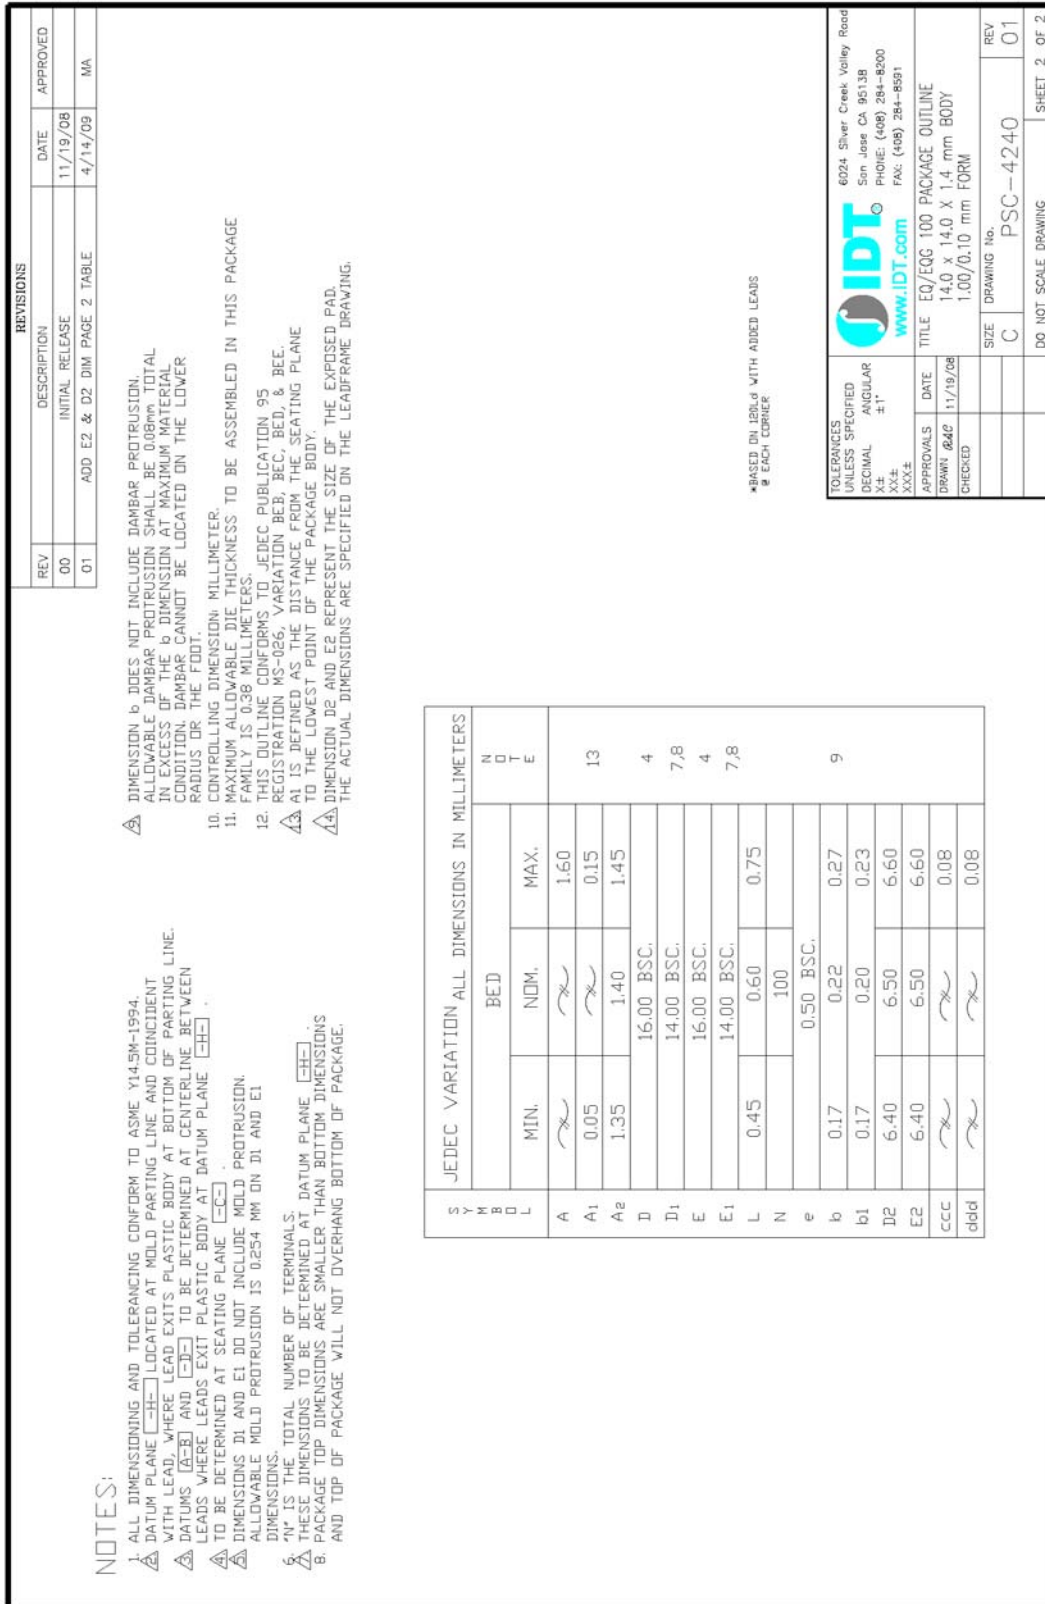 REVISIONS
REV DESCRIPTION DATE APPROVED
00 INITIAL RELEASE 11/19/08
01 ADD E2 & D2 DIM PAGE 2 TABLE 4/14/09 MA
NOTES:
1. ALL DIMENSIONING AND TOLERANCING CONFORM TO ASME Y14.5M-1994.
2. DATUM PLANE -H- LOCATED AT MOLD PARTING LINE AND COINCIDENT
WITH LEAD, WHERE LEAD EXITS PLASTIC BODY AT BOTTOM OF PARTING LINE.
3. DATUMS A-B AND -D- TO BE DETERMINED AT CENTERLINE BETWEEN
LEADS WHERE LEADS EXIT PLASTIC BODY AT DATUM PLANE -H- .
4. TO BE DETERMINED AT SEATING PLANE -C- .
5. DIMENSIONS D1 AND E1 DO NOT INCLUDE MOLD PROTRUSION.
ALLOWABLE MOLD PROTRUSION IS 0.254 MM ON D1 AND E1
DIMENSIONS.
6. "N" IS THE TOTAL NUMBER OF TERMINALS.
7. THESE DIMENSIONS TO BE DETERMINED AT DATUM PLANE -H- .
8. PACKAGE TOP DIMENSIONS ARE SMALLER THAN BOTTOM DIMENSIONS
AND TOP OF PACKAGE WILL NOT OVERHANG BOTTOM OF PACKAGE.
9. DIMENSION b DOES NOT INCLUDE DAMBAR PROTRUSION.
ALLOWABLE DAMBAR PROTRUSION SHALL BE 0.08mm TOTAL
IN EXCESS OF THE b DIMENSION AT MAXIMUM MATERIAL
CONDITION. DAMBAR CANNOT BE LOCATED ON THE LOWER
RADIUS OR THE FOOT.
10. CONTROLLING DIMENSION: MILLIMETER.
11. MAXIMUM ALLOWABLE DIE THICKNESS TO BE ASSEMBLED IN THIS PACKAGE
FAMILY IS 0.38 MILLIMETERS.
12. THIS OUTLINE CONFORMS TO JEDEC PUBLICATION 95
REGISTRATION MS-026, VARIATION BEB, BEC, BED, & BEE.
13. A1 IS DEFINED AS THE DISTANCE FROM THE SEATING PLANE
TO THE LOWEST POINT OF THE PACKAGE BODY.
14. DIMENSION D2 AND E2 REPRESENT THE SIZE OF THE EXPOSED PAD.
THE ACTUAL DIMENSIONS ARE SPECIFIED ON THE LEADFRAME DRAWING.
SYMBOL JEDEC VARIATION ALL DIMENSIONS IN MILLIMETERS
BED NOTE
MIN. NOM. MAX.
A 1.60
A1 0.05 0.15 13
A2 1.35 1.40 1.45
D 16.00 BSC. 4
D1 14.00 BSC. 7,8
E 16.00 BSC. 4
E1 14.00 BSC. 7,8
L 0.45 0.60 0.75
N 100
e 0.50 BSC.
b 0.17 0.22 0.27 9
b1 0.17 0.20 0.23
D2 6.40 6.50 6.60
E2 6.40 6.50 6.60
ccc 0.08
ddd 0.08
*BASED ON 120Ld WITH ADDED LEADS
@ EACH CORNER
TOLERANCES
UNLESS SPECIFIED
DECIMAL ANGULAR
X± ±1°
XX±
XXX±
IDT
www.IDT.com
6024 Silver Creek Valley Road
San Jose CA 95138
PHONE: (408) 284-8200
FAX: (408) 284-8591
APPROVALS DATE
DRAWN RAC 11/19/08
CHECKED
TITLE EQ/EQG 100 PACKAGE OUTLINE
14.0 X 14.0 X 1.4 mm BODY
1.00/0.10 mm FORM
SIZE DRAWING No. REV
C PSC-4240 01
DO NOT SCALE DRAWING SHEET 2 OF 2